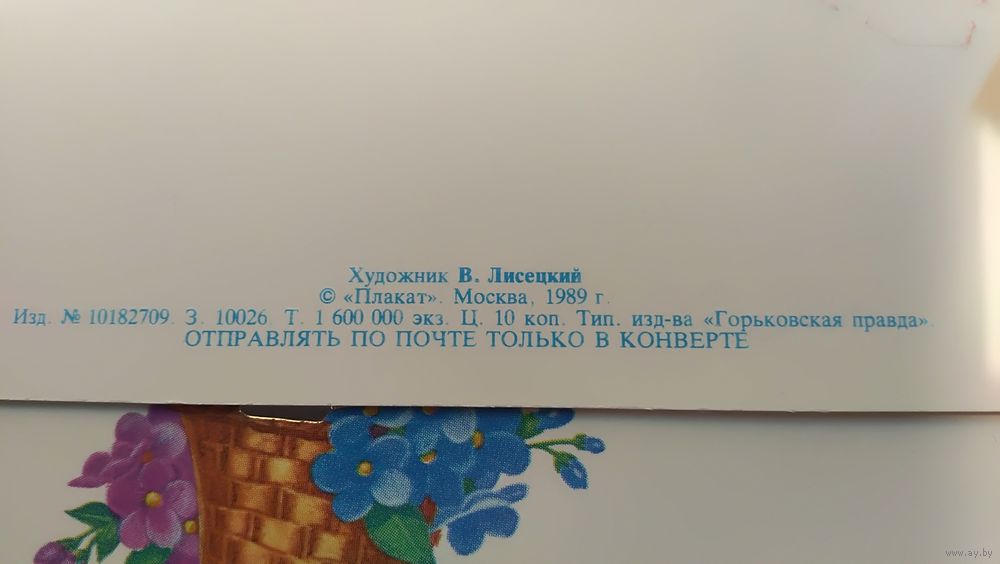 Художник В. Лисецкий
© «Плакат». Москва, 1989 г.
Изд. № 10182709. З. 10026. Т. 1 600 000 экз. Ц. 10 коп. Тип. изд-ва «Горьковская правда».
ОТПРАВЛЯТЬ ПО ПОЧТЕ ТОЛЬКО В КОНВЕРТЕ
www.ay.by